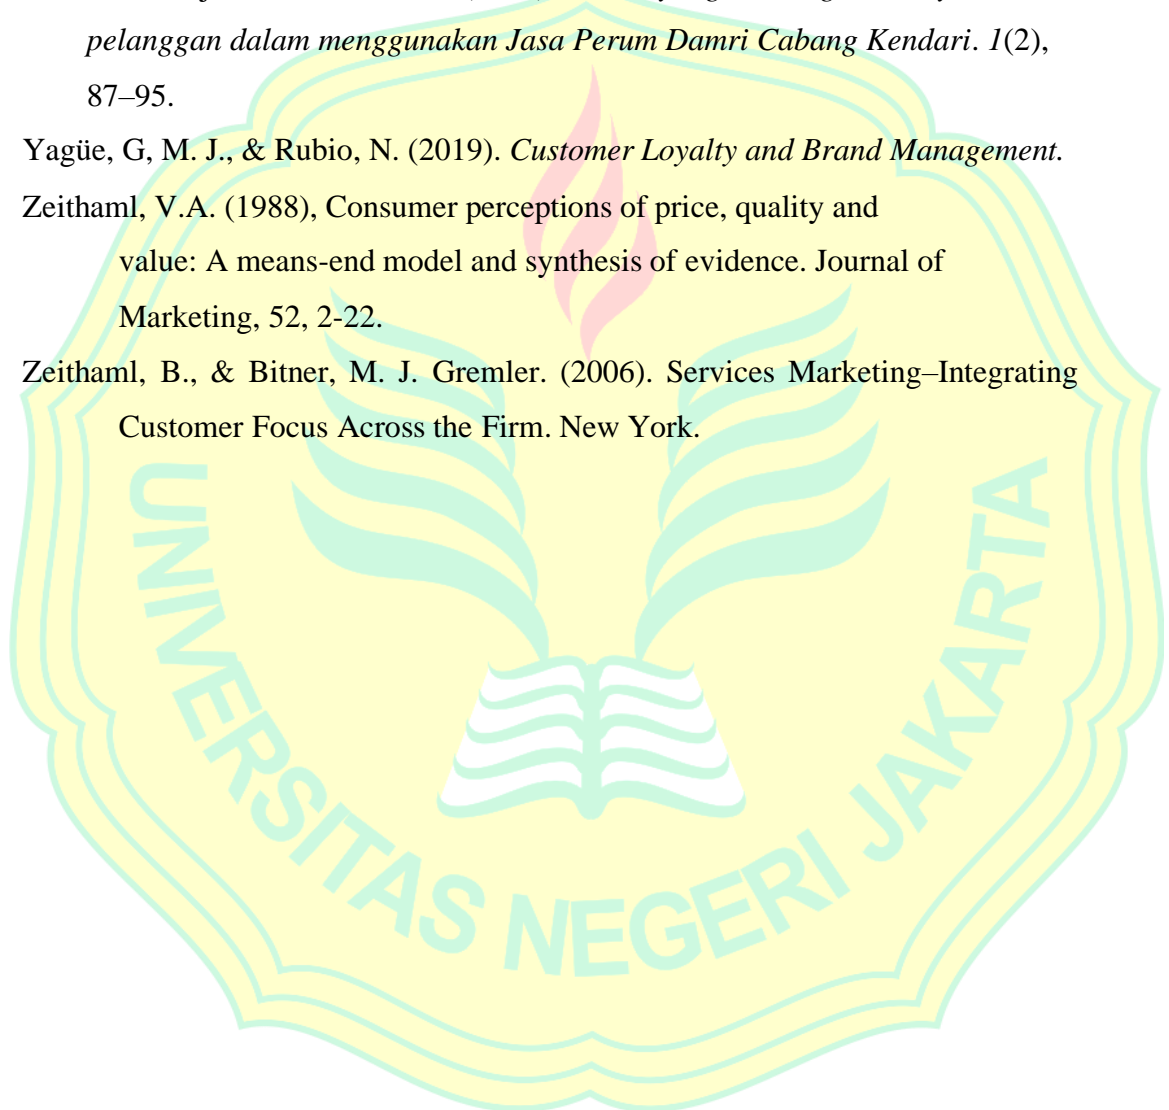 pelanggan dalam menggunakan Jasa Perum Damri Cabang Kendari. 1(2),
87–95.
Yagüe, G, M. J., & Rubio, N. (2019). Customer Loyalty and Brand Management.
Zeithaml, V.A. (1988), Consumer perceptions of price, quality and
value: A means-end model and synthesis of evidence. Journal of
Marketing, 52, 2-22.
Zeithaml, B., & Bitner, M. J. Gremler. (2006). Services Marketing–Integrating
Customer Focus Across the Firm. New York.
UNIVERSITAS NEGERI JAKARTA